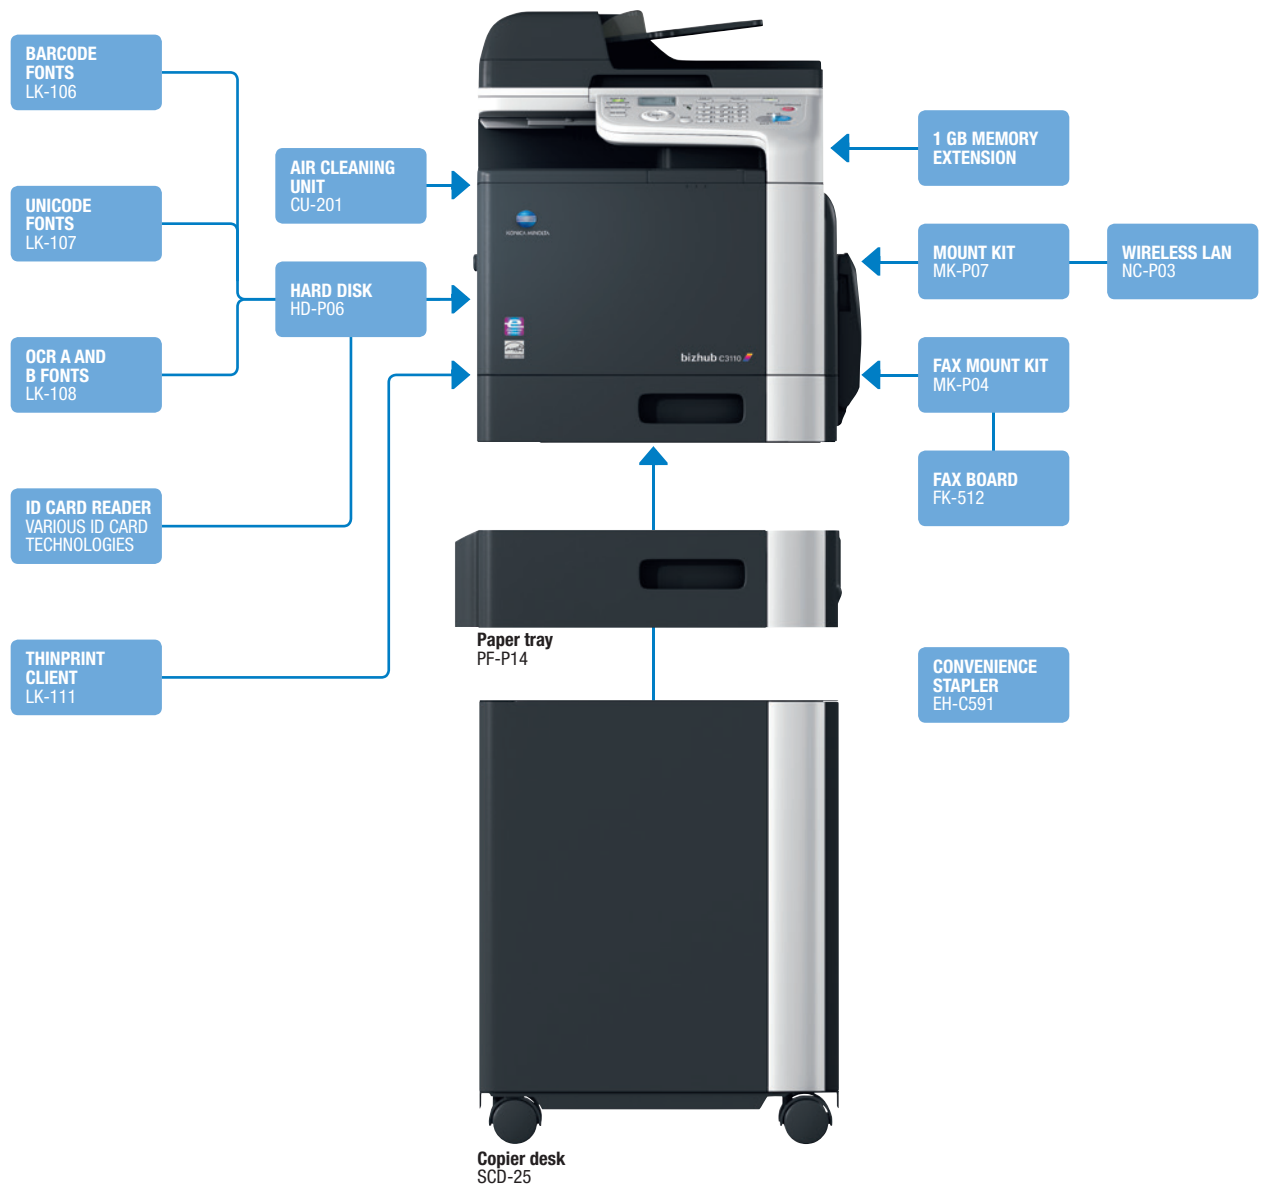 BARCODE
FONTS
LK-106
UNICODE
FONTS
LK-107
OCR A AND
B FONTS
LK-108
ID CARD READER
VARIOUS ID CARD
TECHNOLOGIES
THINPRINT
CLIENT
LK-111
AIR CLEANING
UNIT
CU-201
HARD DISK
HD-P06
KONICA MINOLTA
bizhub C3110
1 GB MEMORY
EXTENSION
MOUNT KIT
MK-P07
WIRELESS LAN
NC-P03
FAX MOUNT KIT
MK-P04
FAX BOARD
FK-512
CONVENIENCE
STAPLER
EH-C591
Paper tray
PF-P14
Copier desk
SCD-25